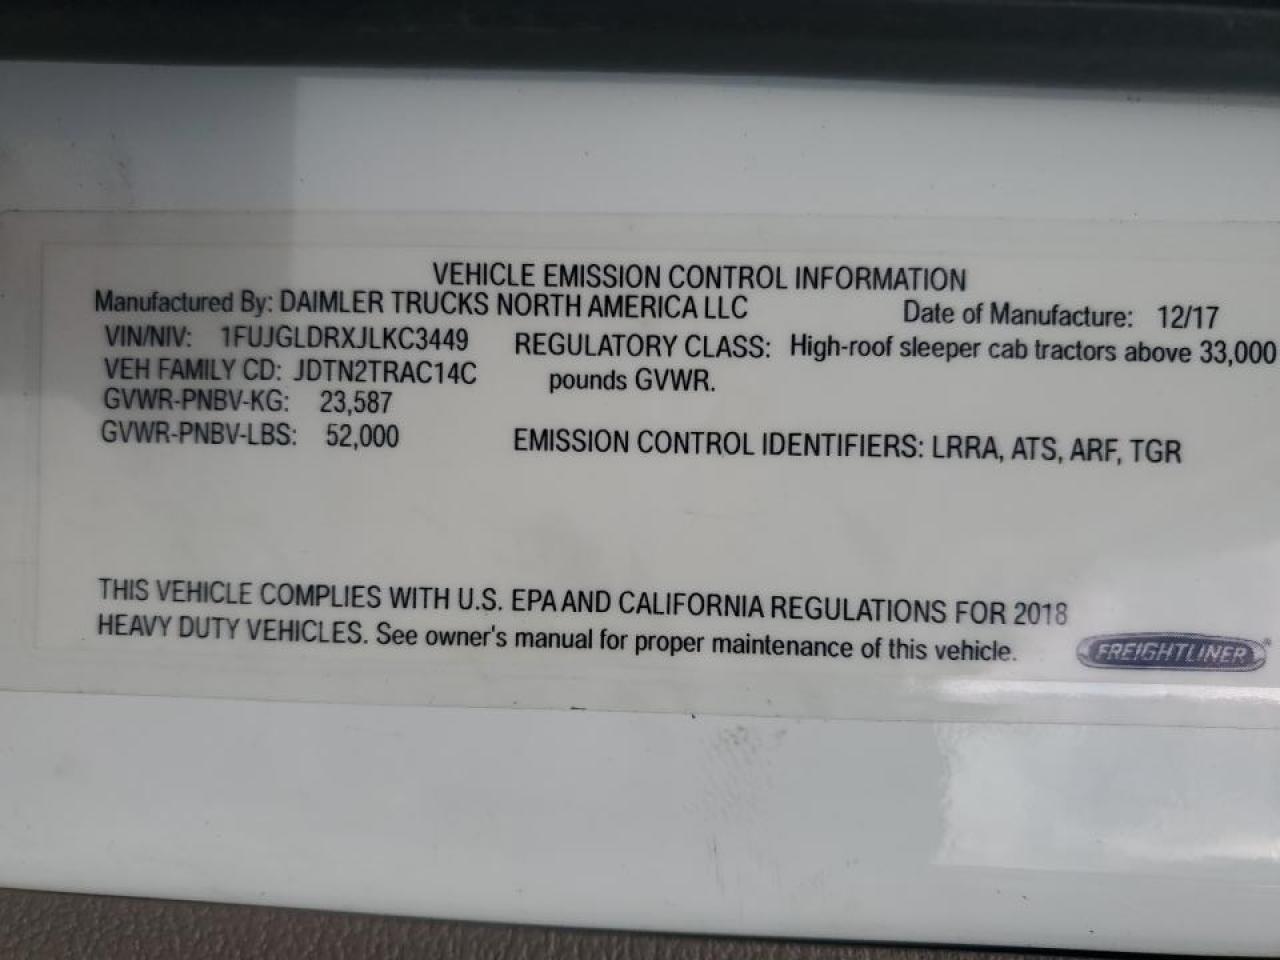 VEHICLE EMISSION CONTROL INFORMATION
Manufactured By: DAIMLER TRUCKS NORTH AMERICA LLC Date of Manufacture: 12/17
VIN/NIV: 1FUJGLDRXJLKC3449 REGULATORY CLASS: High-roof sleeper cab tractors above 33,000
VEH FAMILY CD: JDTN2TRAC14C pounds GVWR.
GVWR-PNBV-KG: 23,587
GVWR-PNBV-LBS: 52,000 EMISSION CONTROL IDENTIFIERS: LRRA, ATS, ARF, TGR
THIS VEHICLE COMPLIES WITH U.S. EPA AND CALIFORNIA REGULATIONS FOR 2018
HEAVY DUTY VEHICLES. See owner's manual for proper maintenance of this vehicle.
FREIGHTLINER®